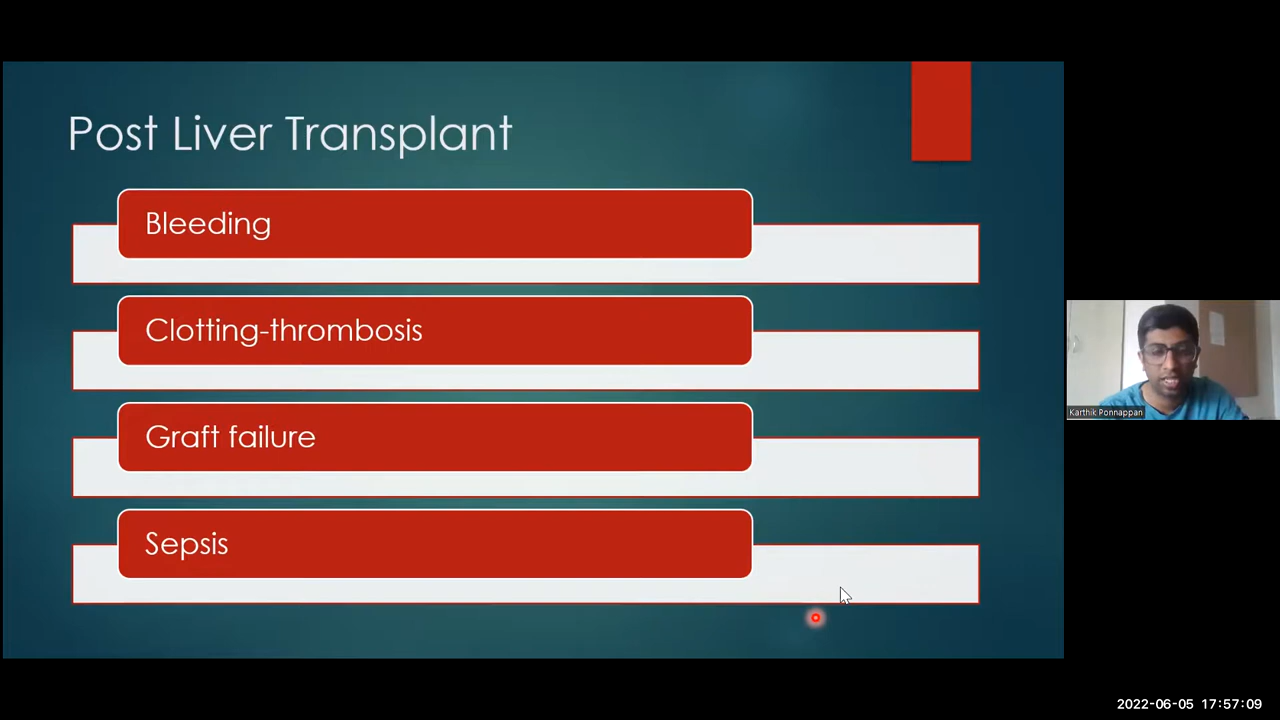 Post Liver Transplant
Bleeding
Clotting-thrombosis
Graft failure
Sepsis
Karthik Ponnappan
2022-06-05 17:57:09